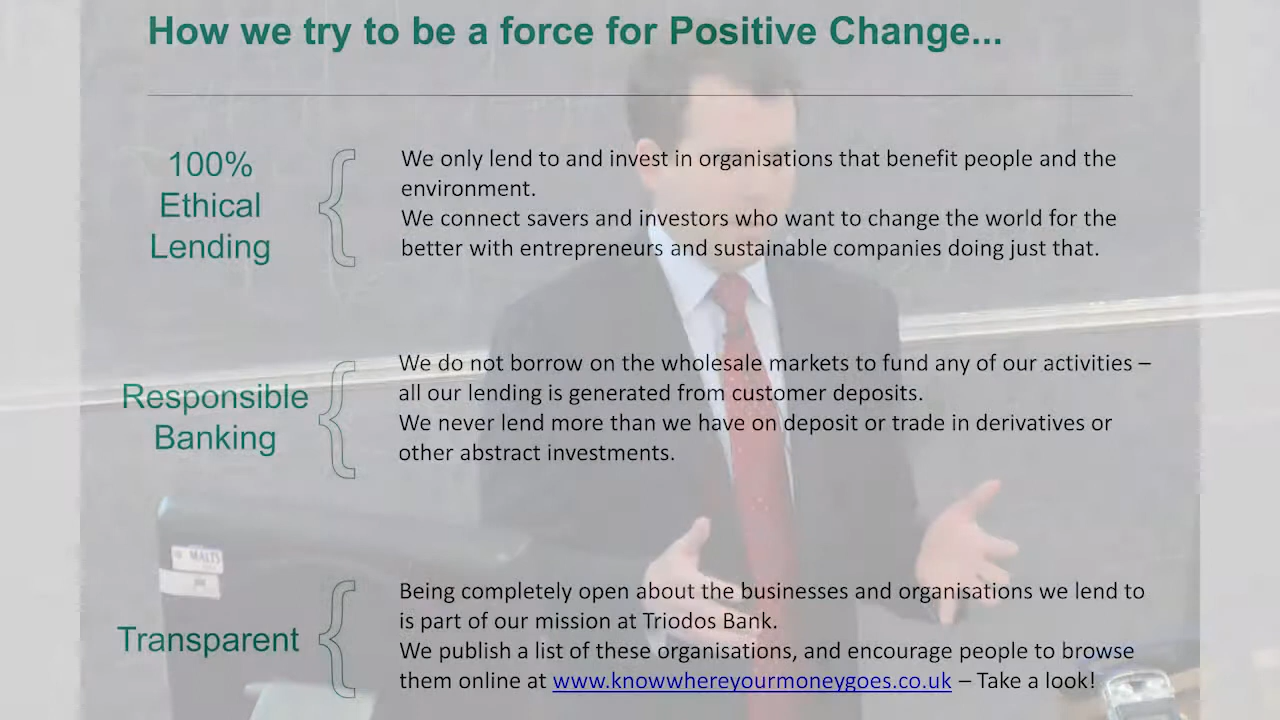 How we try to be a force for Positive Change...
100%
Ethical
Lending
We only lend to and invest in organisations that benefit people and the
environment.
We connect savers and investors who want to change the world for the
better with entrepreneurs and sustainable companies doing just that.
Responsible
Banking
We do not borrow on the wholesale markets to fund any of our activities –
all our lending is generated from customer deposits.
We never lend more than we have on deposit or trade in derivatives or
other abstract investments.
MALTS
Transparent
Being completely open about the businesses and organisations we lend to
is part of our mission at Triodos Bank.
We publish a list of these organisations, and encourage people to browse
them online at www.knowwhereyourmoneygoes.co.uk – Take a look!